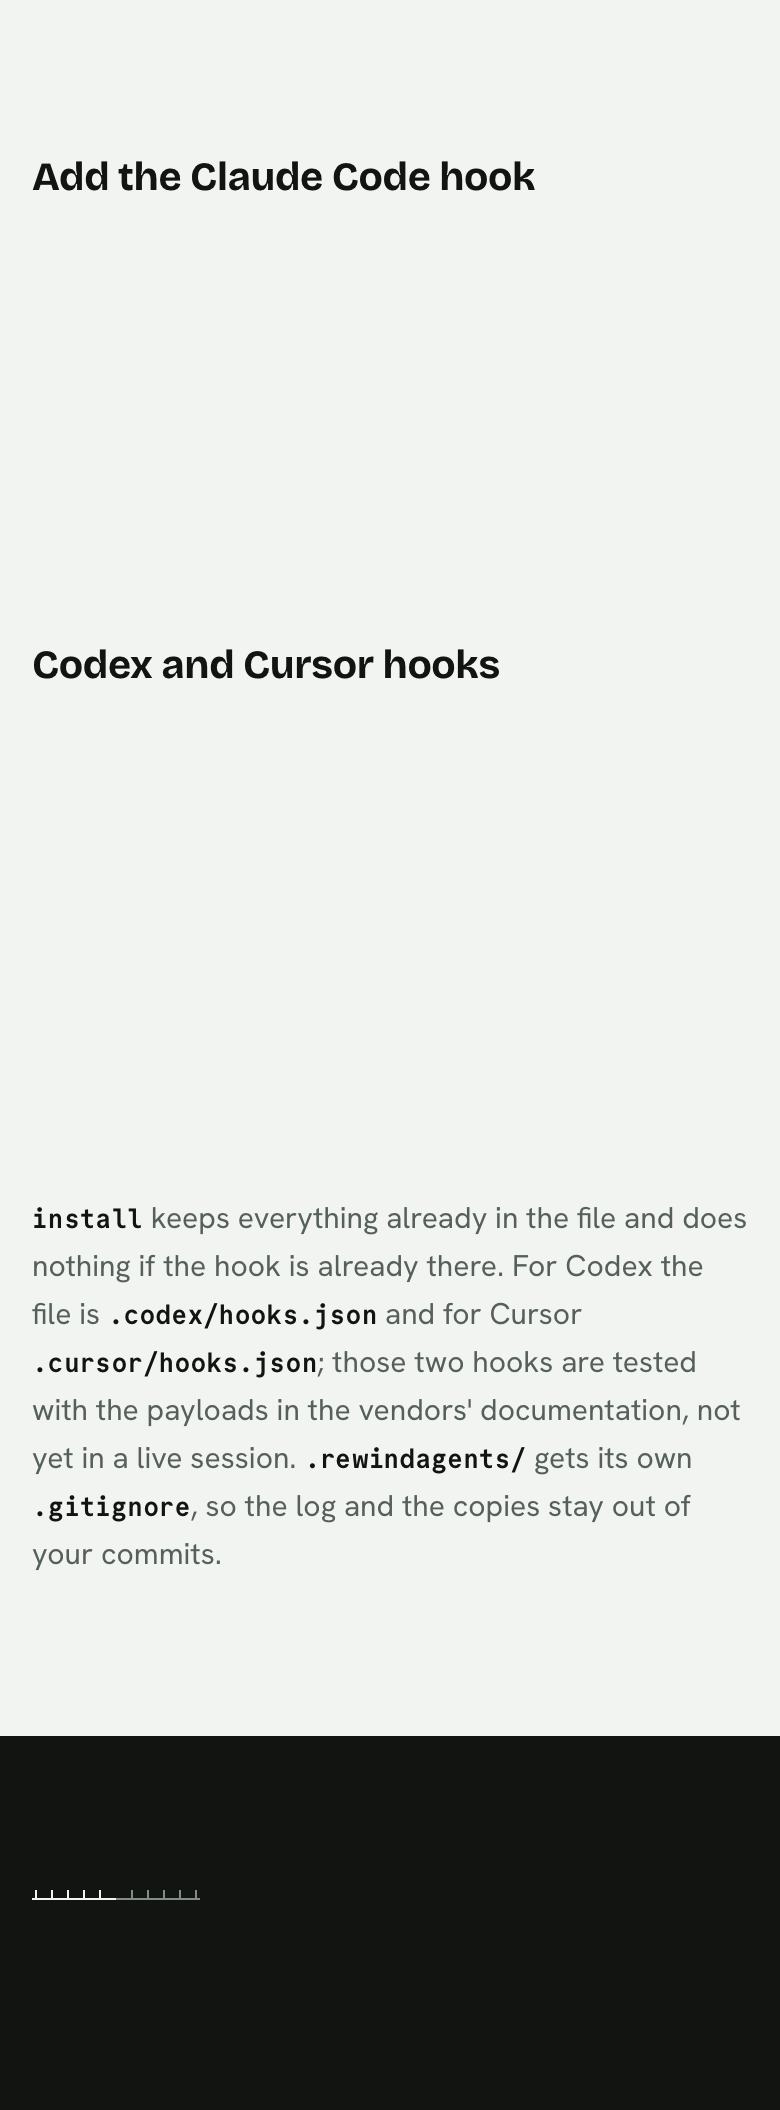 Add the Claude Code hook
Codex and Cursor hooks
install keeps everything already in the file and does
nothing if the hook is already there. For Codex the
file is .codex/hooks.json and for Cursor
.cursor/hooks.json; those two hooks are tested
with the payloads in the vendors' documentation, not
yet in a live session. .rewindagents/ gets its own
.gitignore, so the log and the copies stay out of
your commits.